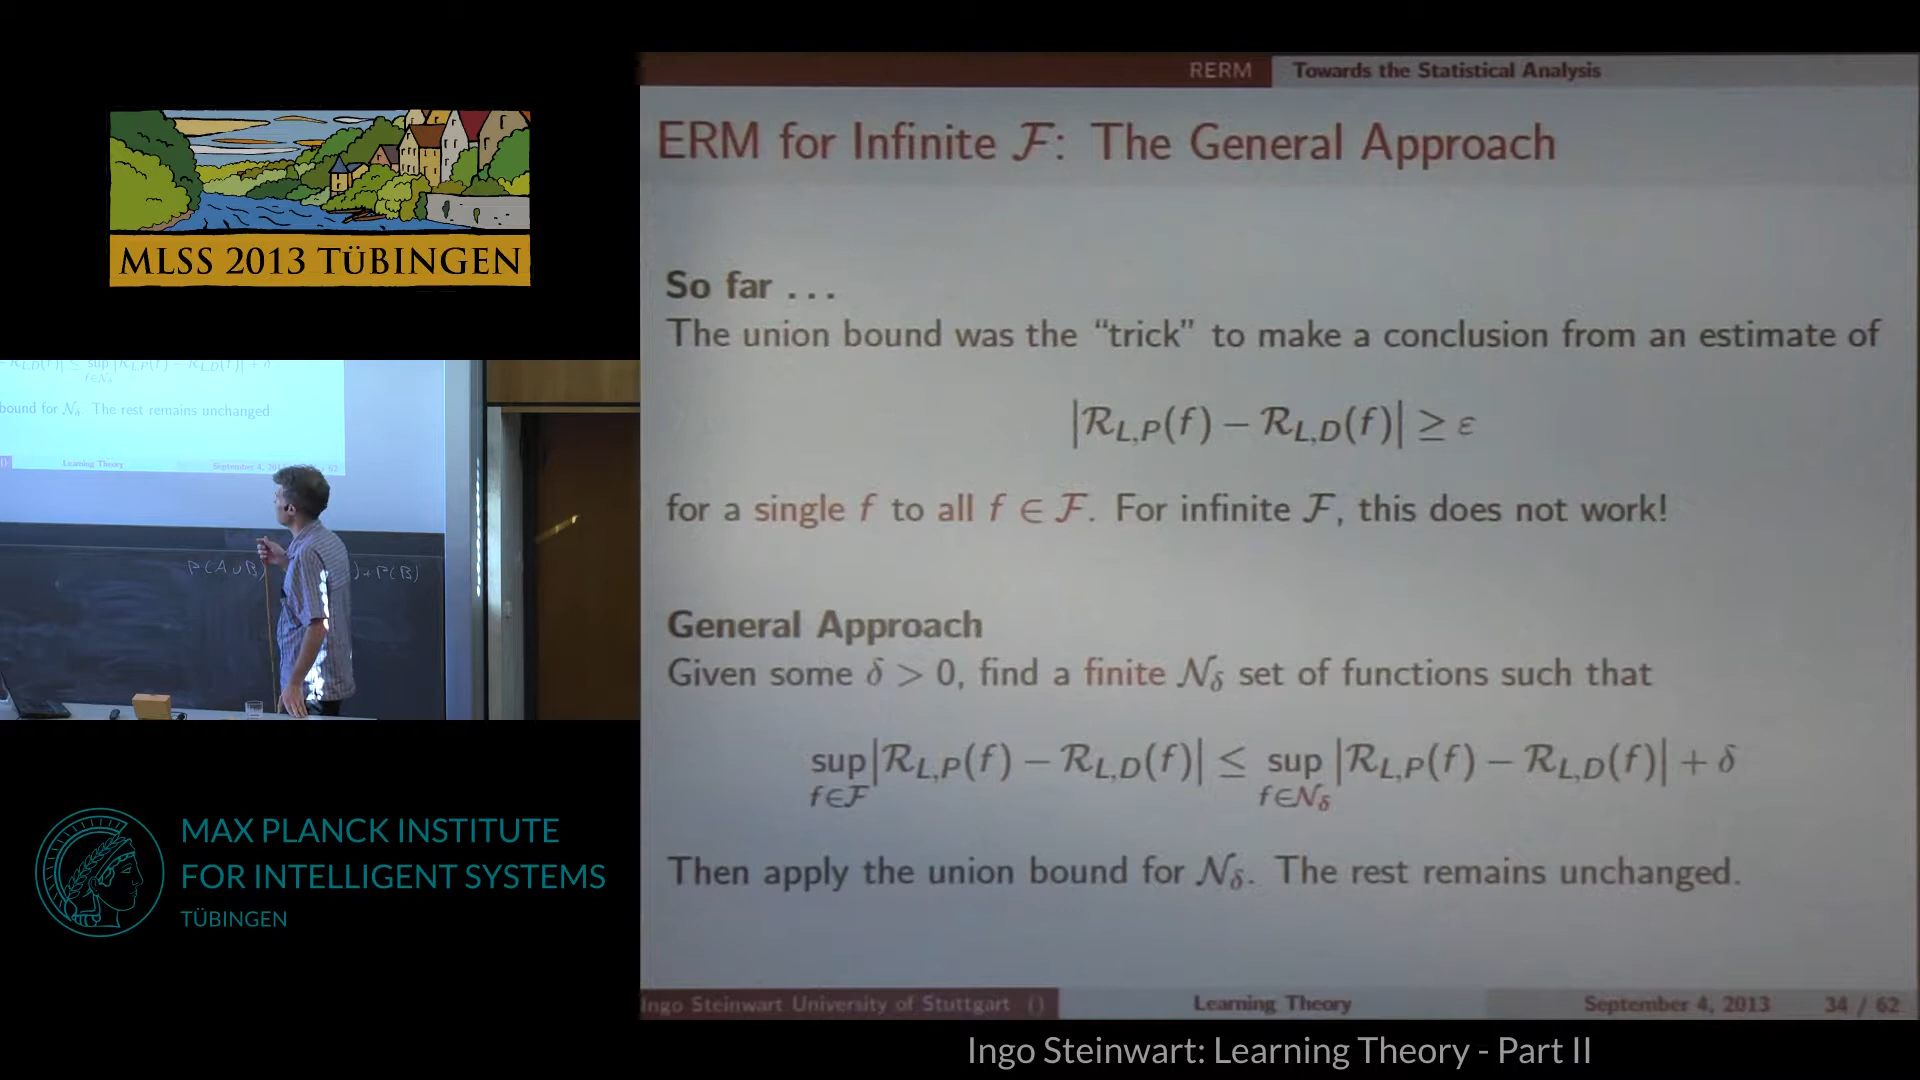 MLSS 2013 TÜBINGEN
bound for N_δ. The rest remains unchanged
Learning Theory
P(A∪B) )+P(B)
MAX PLANCK INSTITUTE
FOR INTELLIGENT SYSTEMS
TÜBINGEN
RERM Towards the Statistical Analysis
ERM for Infinite F: The General Approach
So far . . .
The union bound was the “trick” to make a conclusion from an estimate of
|R_{L,P}(f) − R_{L,D}(f)| ≥ ε
for a single f to all f ∈ F. For infinite F, this does not work!
General Approach
Given some δ > 0, find a finite N_δ set of functions such that
sup_{f∈F} |R_{L,P}(f) − R_{L,D}(f)| ≤ sup_{f∈N_δ} |R_{L,P}(f) − R_{L,D}(f)| + δ
Then apply the union bound for N_δ. The rest remains unchanged.
Ingo Steinwart University of Stuttgart () Learning Theory September 4, 2013 34 / 62
Ingo Steinwart: Learning Theory - Part II